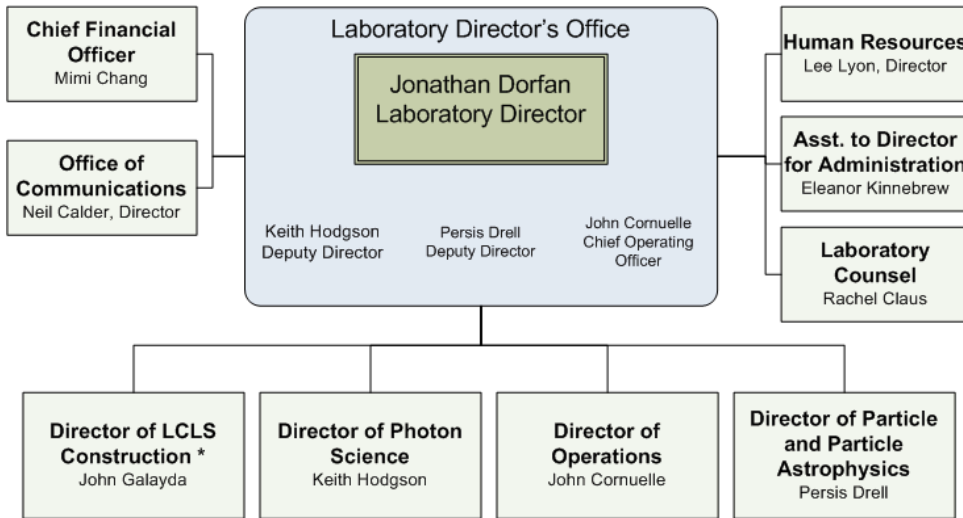 Chief Financial
Officer
Mimi Chang
Office of
Communications
Neil Calder, Director
Laboratory Director's Office
Jonathan Dorfan
Laboratory Director
Keith Hodgson
Deputy Director
Persis Drell
Deputy Director
John Cornuelle
Chief Operating
Officer
Human Resources
Lee Lyon, Director
Asst. to Director
for Administration
Eleanor Kinnebrew
Laboratory
Counsel
Rachel Claus
Director of LCLS
Construction *
John Galayda
Director of Photon
Science
Keith Hodgson
Director of
Operations
John Cornuelle
Director of Particle
and Particle
Astrophysics
Persis Drell